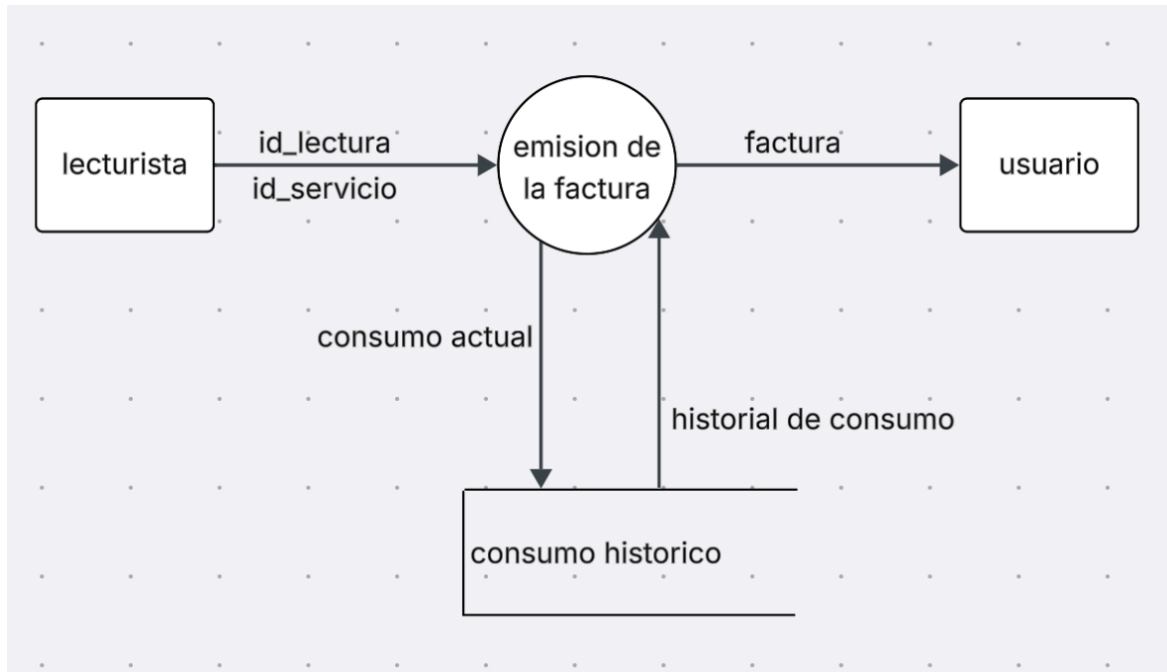 lecturista
id_lectura
id_servicio
emision de
la factura
factura
usuario
consumo actual
historial de consumo
consumo historico